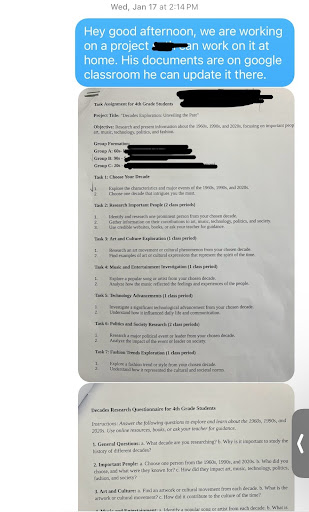 Wed, Jan 17 at 2:14 PM
Hey good afternoon, we are working
on a project an work on it at
home. His documents are on google
classroom he can update it there.
Task Assignment for 4th Grade Students
Project Title: "Decades Exploration: Unveiling the Past"
Objective: Research and present information about the 1960s, 1990s, and 2020s, focusing on important peop
art, music, technology, politics, and fashion.
Group Formation:
Group A: 60s
Group B: 90s
Group C: 20s
Task 1: Choose Your Decade
1. Explore the characteristics and major events of the 1960s, 1990s, and 2020s.
2. Choose one decade that intrigues you the most.
Task 2: Research Important People (2 class periods)
1. Identify and research one prominent person from your chosen decade.
2. Gather information on their contributions in art, music, technology, politics, and society.
3. Use credible websites, books, or ask your teacher for guidance.
Task 3: Art and Culture Exploration (1 class period)
1. Research an art movement or cultural phenomenon from your chosen decade.
2. Find examples of art or cultural expressions that represent the spirit of the time.
Task 4: Music and Entertainment Investigation (1 class period)
1. Explore a popular song or artist from your chosen decade.
2. Analyze how the music reflected the feelings and experiences of the people.
Task 5: Technology Advancements (1 class period)
1. Investigate a significant technological advancement from your chosen decade.
2. Understand how it influenced daily life and communication.
Task 6: Politics and Society Research (2 class periods)
1. Research a major political event or leader from your chosen decade.
2. Analyze the impact of the event or leader on society.
Task 7: Fashion Trends Exploration (1 class period)
1. Explore a fashion trend or style from your chosen decade.
2. Understand how it represented the cultural and societal norms.
Decades Research Questionnaire for 4th Grade Students
Instructions: Answer the following questions to explore and learn about the 1960s, 1990s, and
2020s. Use online resources, books, or ask your teacher for guidance.
1. General Questions: a. What decade are you researching? b. Why is it important to study the
history of different decades?
2. Important People: a. Choose one person from the 1960s, 1990s, or 2020s. b. Who did you
choose, and what were they known for? c. How did they impact art, music, technology, politics,
fashion, and society?
3. Art and Culture: a. Find an artwork or cultural movement from each decade. b. What is the
artwork or cultural movement? c. How did it contribute to the culture of the time?
4. Music and Entertainment: a. Identify a popular song or artist from each decade. b. What is